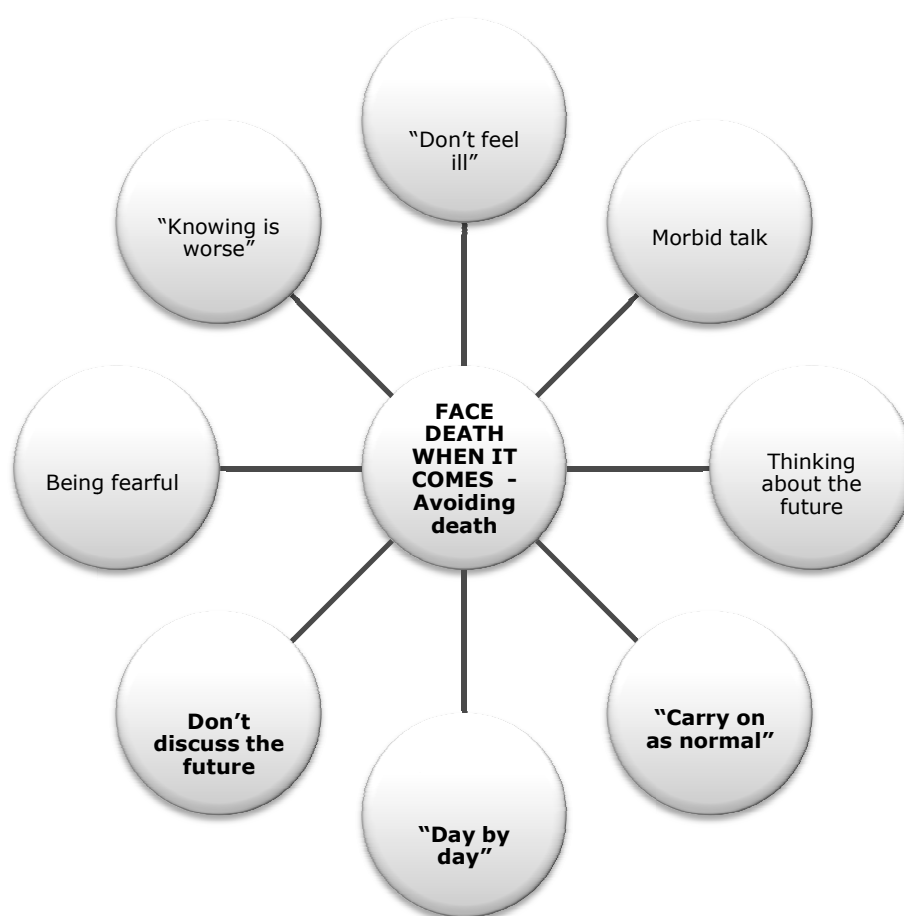 “Don’t feel
ill”
Morbid talk
Thinking
about the
future
“Carry on
as normal”
“Day by
day”
Don’t
discuss the
future
Being fearful
“Knowing is
worse”
FACE
DEATH
WHEN IT
COMES -
Avoiding
death